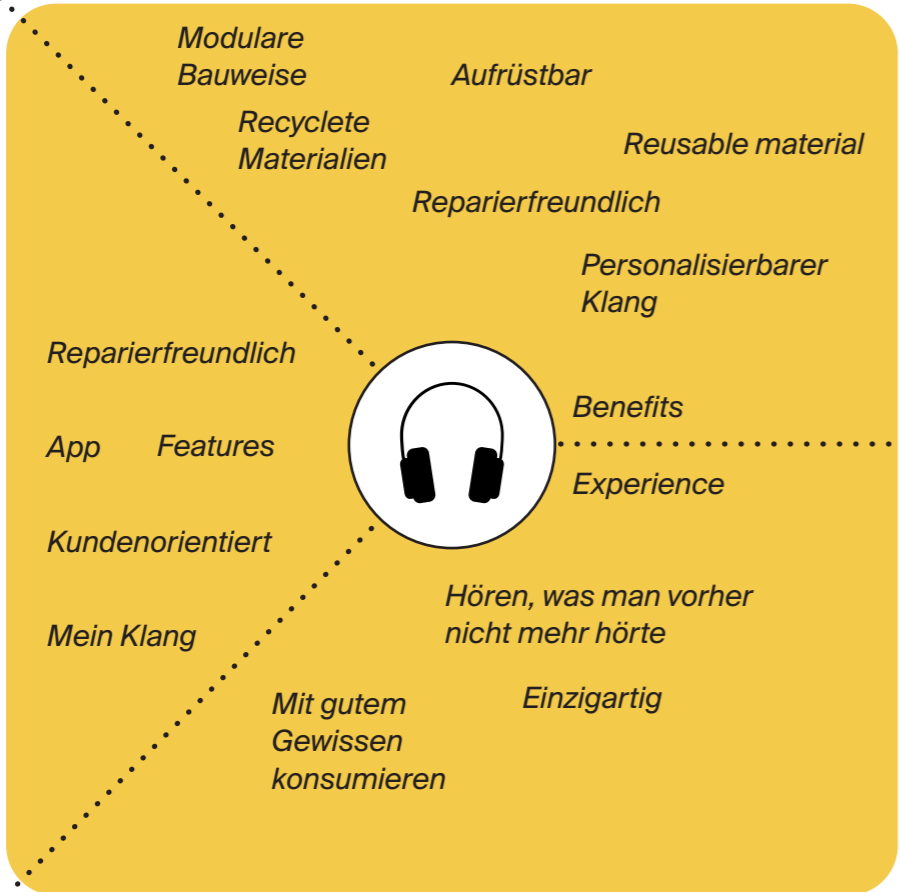 Modulare
Bauweise
Aufrüstbar
Recyclete
Materialien
Reusable material
Reparierfreundlich
Personalisierbarer
Klang
Reparierfreundlich
Benefits
App
Features
Experience
Kundenorientiert
Hören, was man vorher
nicht mehr hörte
Mein Klang
Mit gutem
Gewissen
konsumieren
Einzigartig